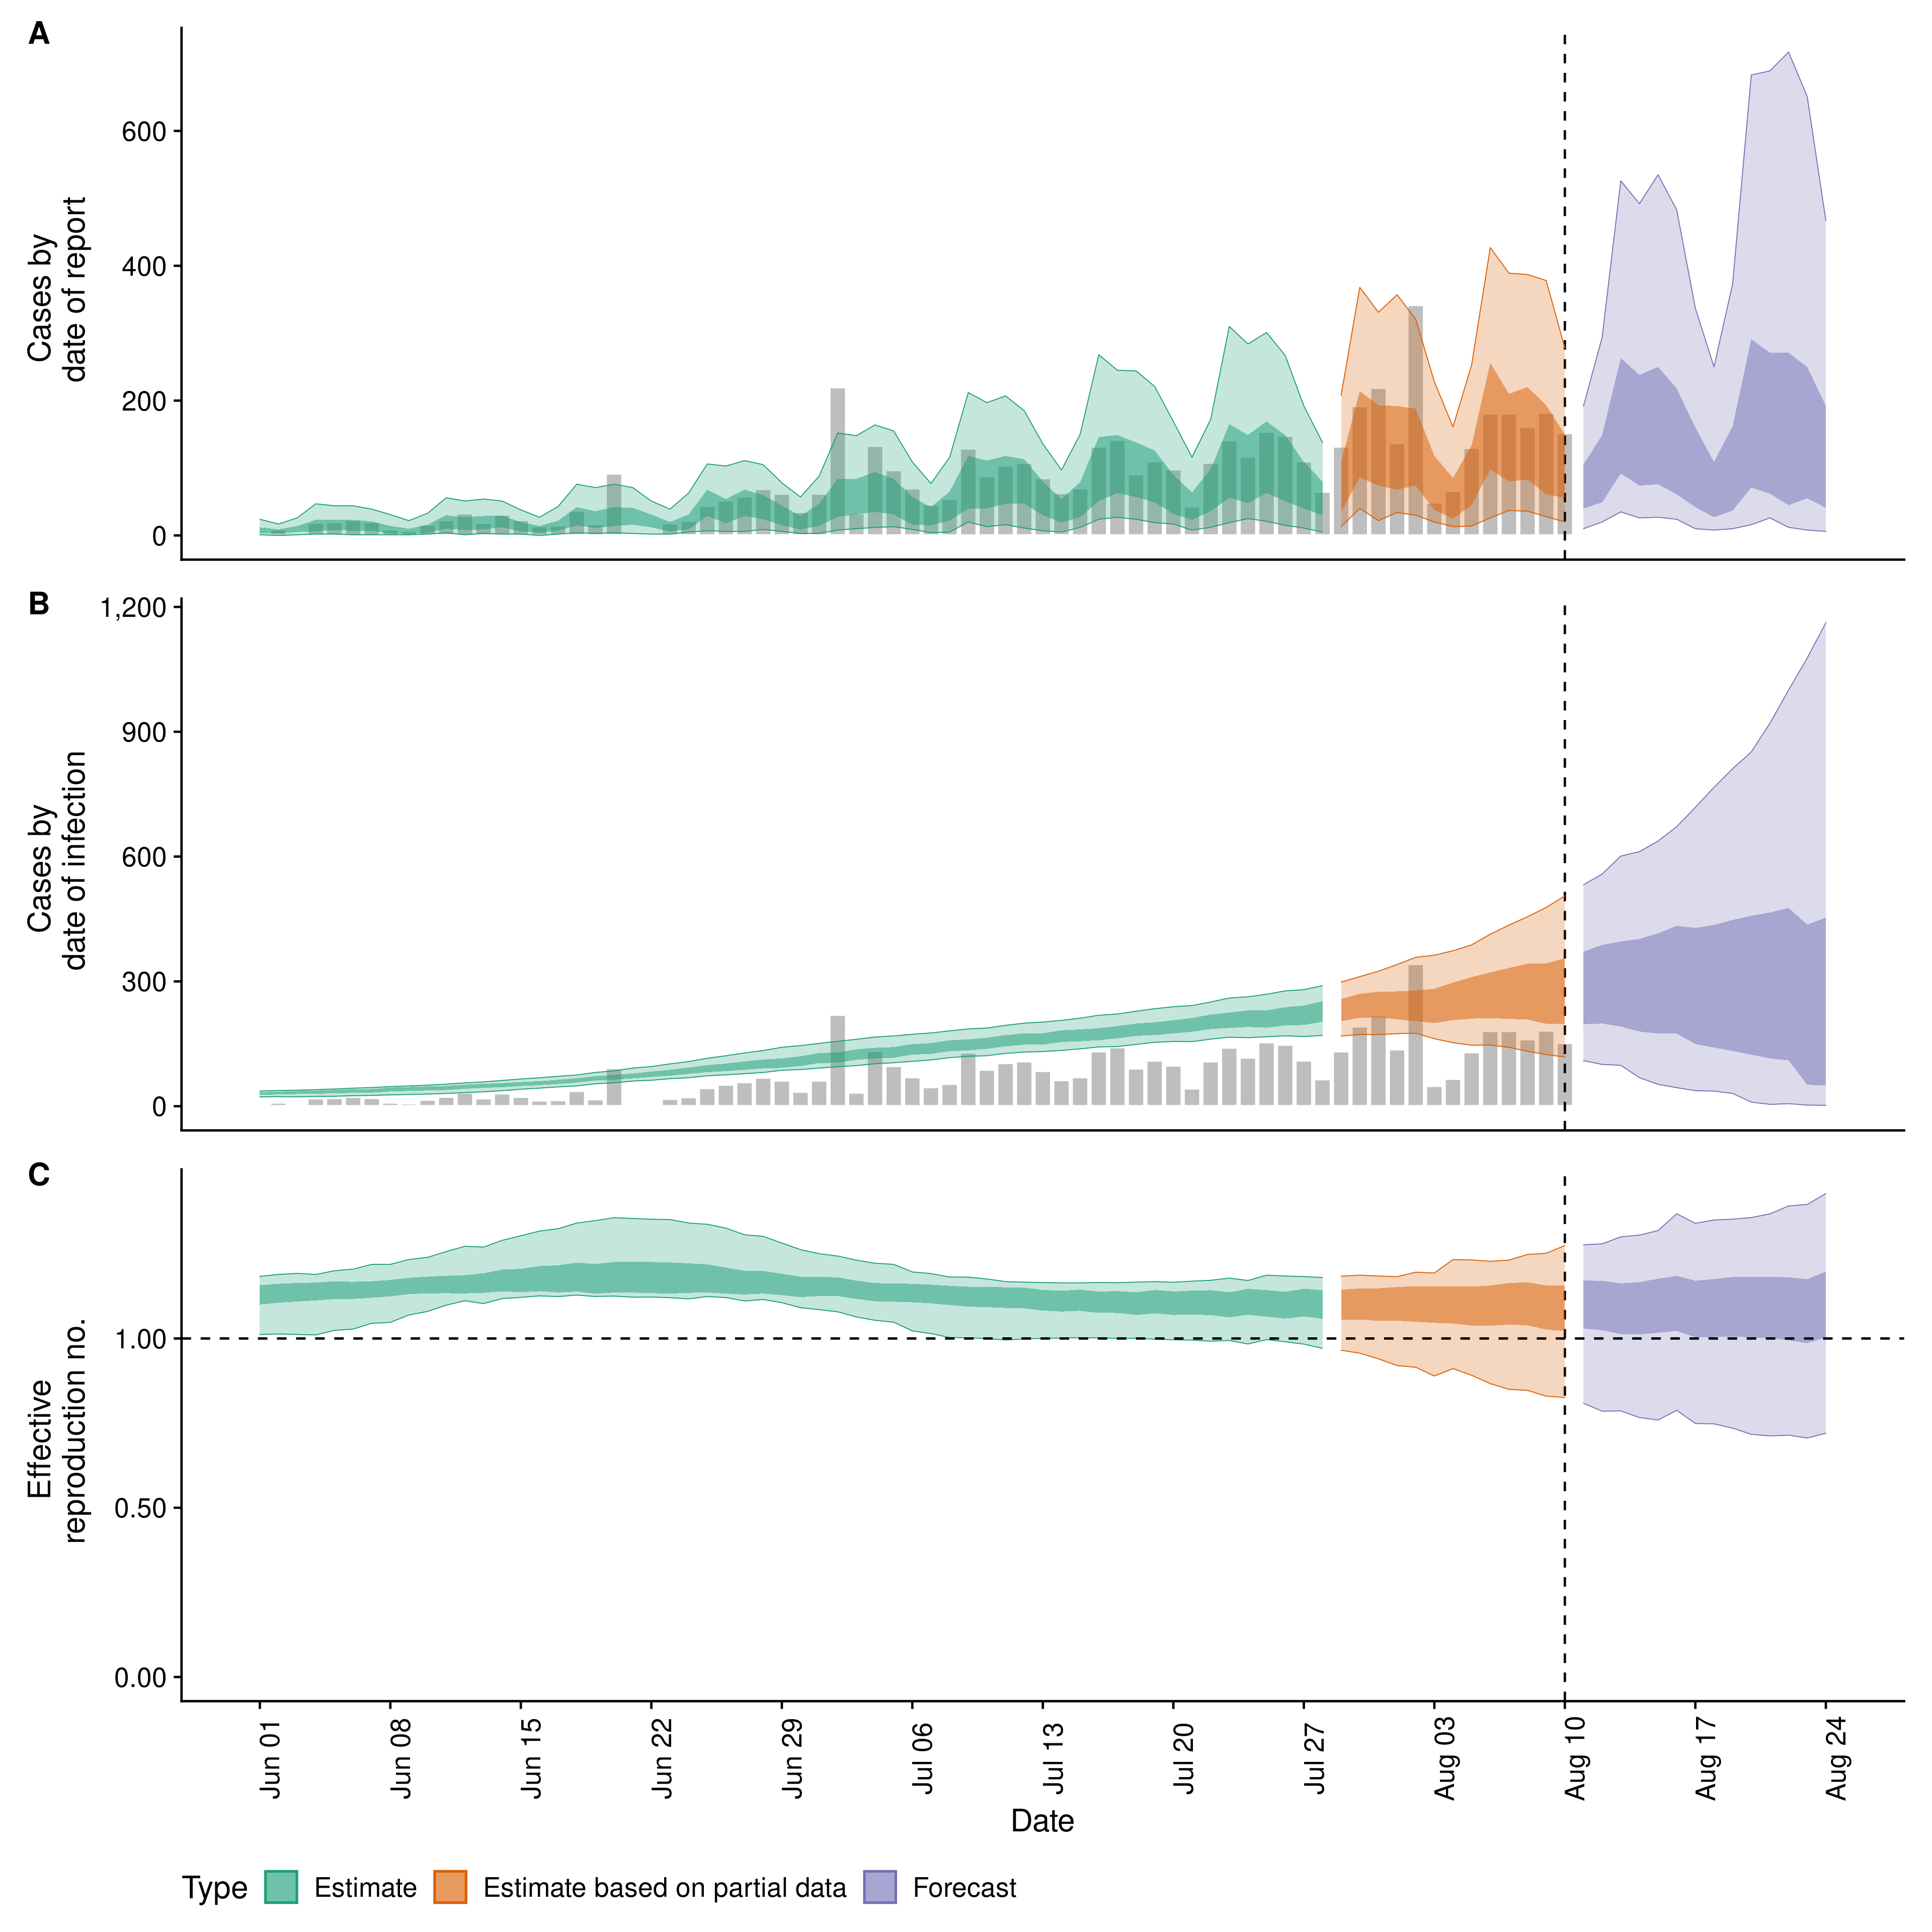 A
Cases by
date of report
600
400
200
0
B
Cases by
date of infection
1,200
900
600
300
0
C
Effective
reproduction no.
1.00
0.50
0.00
Jun 01
Jun 08
Jun 15
Jun 22
Jun 29
Jul 06
Jul 13
Jul 20
Jul 27
Aug 03
Aug 10
Aug 17
Aug 24
Date
Type Estimate Estimate based on partial data Forecast